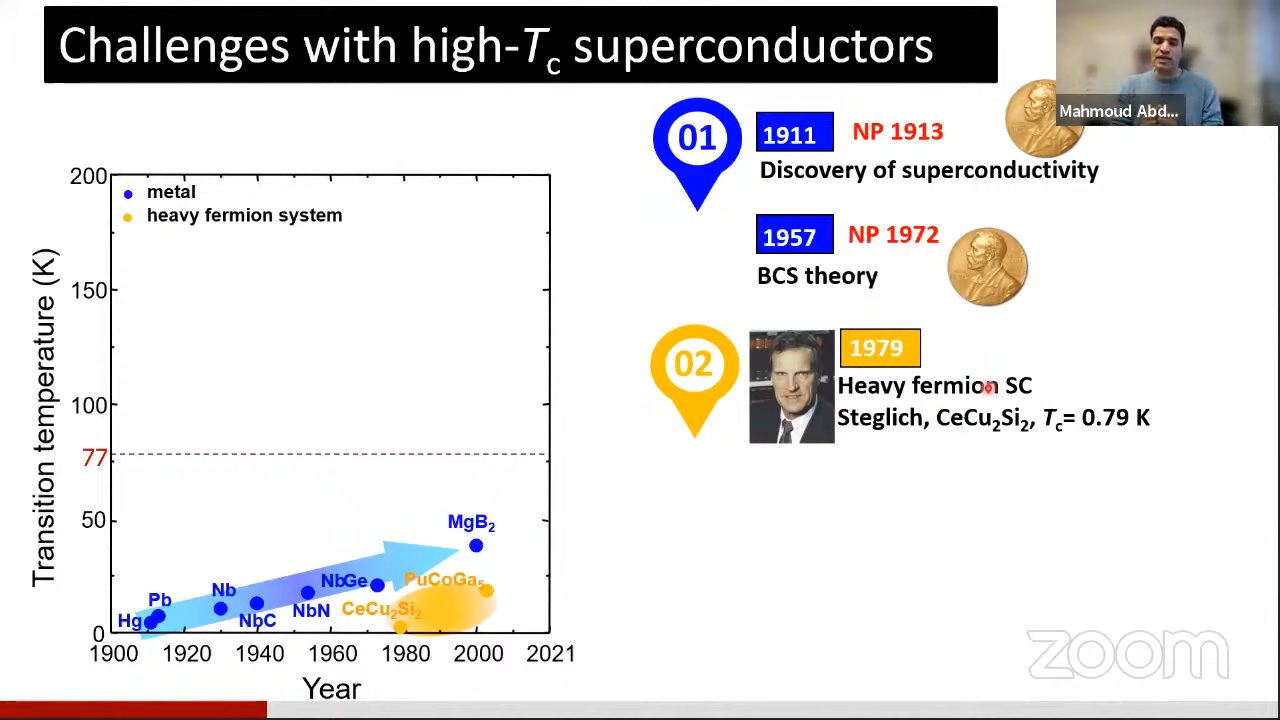 Challenges with high-Tc superconductors
Mahmoud Abd...
01
1911
NP 1913
Discovery of superconductivity
1957
NP 1972
BCS theory
02
1979
Heavy fermion SC
Steglich, CeCu2Si2, Tc= 0.79 K
metal
heavy fermion system
Transition temperature (K)
200
150
100
77
50
0
MgB2
NbGe
PuCoGa5
Nb
Pb
NbN
CeCu2Si2
Hg
NbC
1900 1920 1940 1960 1980 2000 2021
Year
zoom